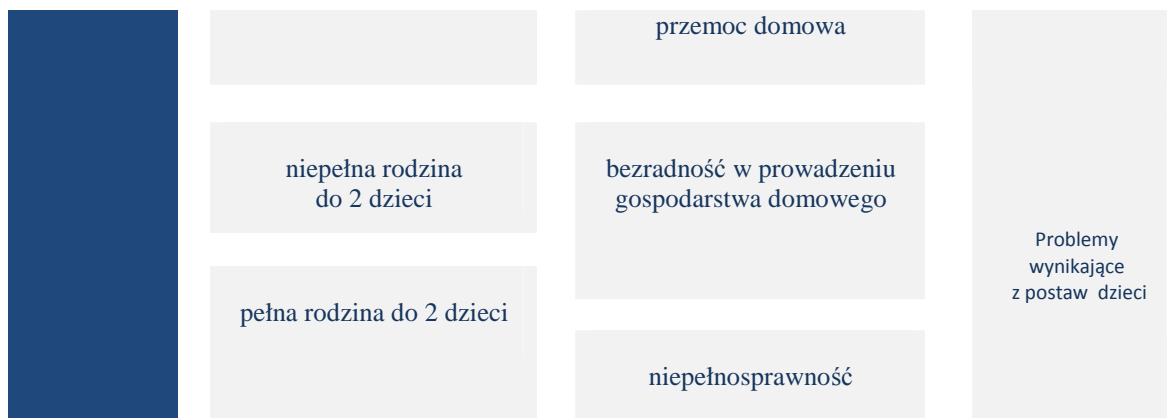 przemoc domowa
niepełna rodzina
do 2 dzieci
bezradność w prowadzeniu
gospodarstwa domowego
pełna rodzina do 2 dzieci
niepełnosprawność
Problemy
wynikające
z postaw dzieci